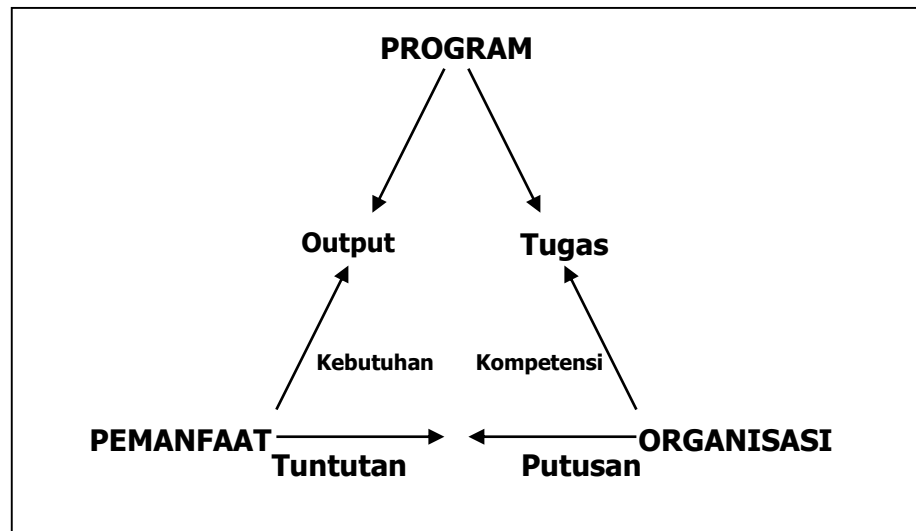 PROGRAM
Output Tugas
Kebutuhan Kompetensi
PEMANFAAT ORGANISASI
Tuntutan Putusan